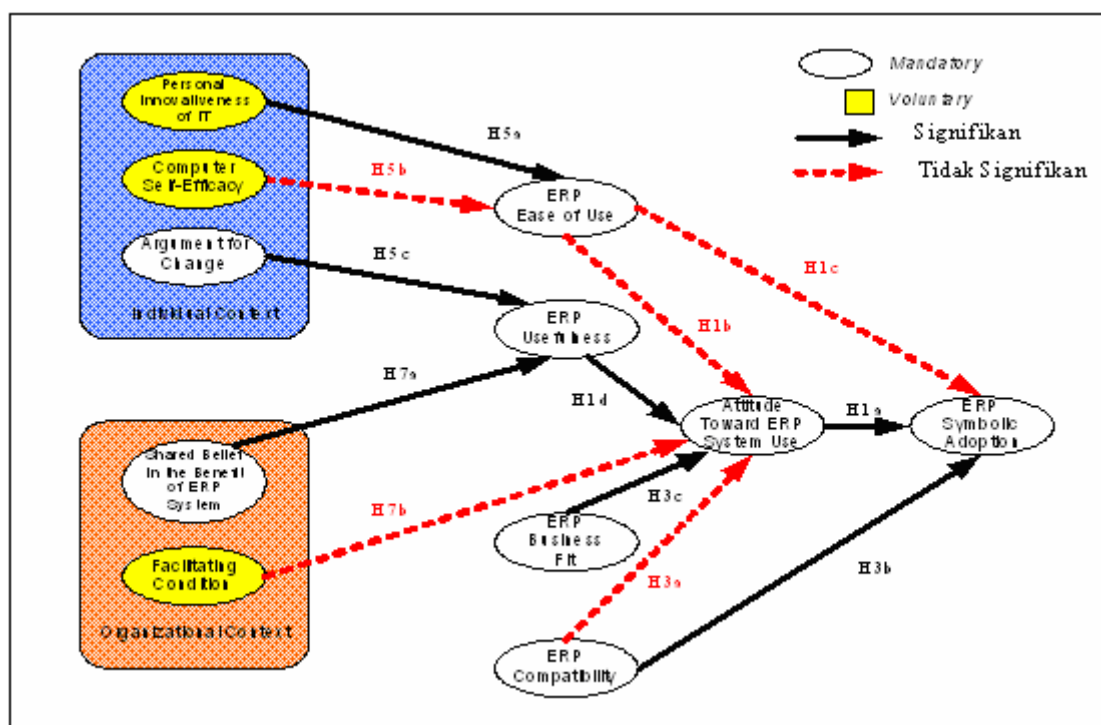 Personal
Innovativeness
of IT
Computer
Self-Efficacy
Argument for
Change
Individual Context
H5a
H5b
H5c
ERP
Ease of Use
ERP
Usefulness
Mandatory
Voluntary
Signifikan
Tidak Signifikan
H1c
H1b
H7a
H1d
Attitude
Toward ERP
System Use
H1a
ERP
Symbolic
Adoption
Shared Belief
in the Benefit
of ERP
System
H7b
H3c
ERP
Business
Fit
Facilitating
Condition
Organizational Context
H3a
H3b
ERP
Compatibility